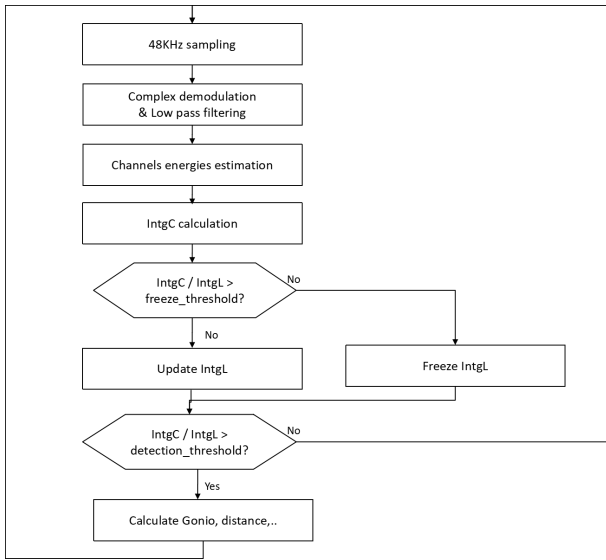 48KHz sampling
Complex demodulation
& Low pass filtering
Channels energies estimation
IntgC calculation
IntgC / IntgL >
freeze_threshold?
No
No
Update IntgL
Freeze IntgL
IntgC / IntgL >
detection_threshold?
No
Yes
Calculate Gonio, distance,..